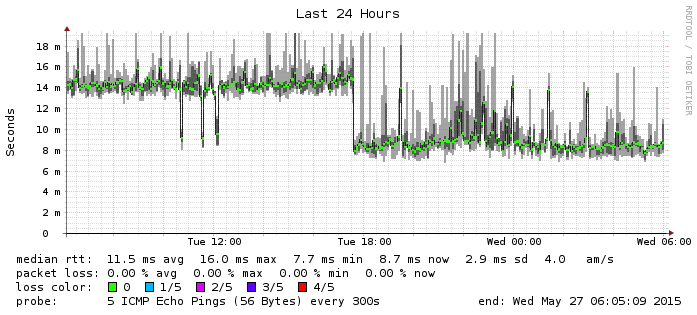 Last 24 Hours
RRDTOOL / TOBI OETIKER
Seconds
18 m
16 m
14 m
12 m
10 m
8 m
6 m
4 m
2 m
0
Tue 12:00 Tue 18:00 Wed 00:00 Wed 06:00
median rtt: 11.5 ms avg 16.0 ms max 7.7 ms min 8.7 ms now 2.9 ms sd 4.0 am/s
packet loss: 0.00 % avg 0.00 % max 0.00 % min 0.00 % now
loss color: 0 1/5 2/5 3/5 4/5
probe: 5 ICMP Echo Pings (56 Bytes) every 300s end: Wed May 27 06:05:09 2015